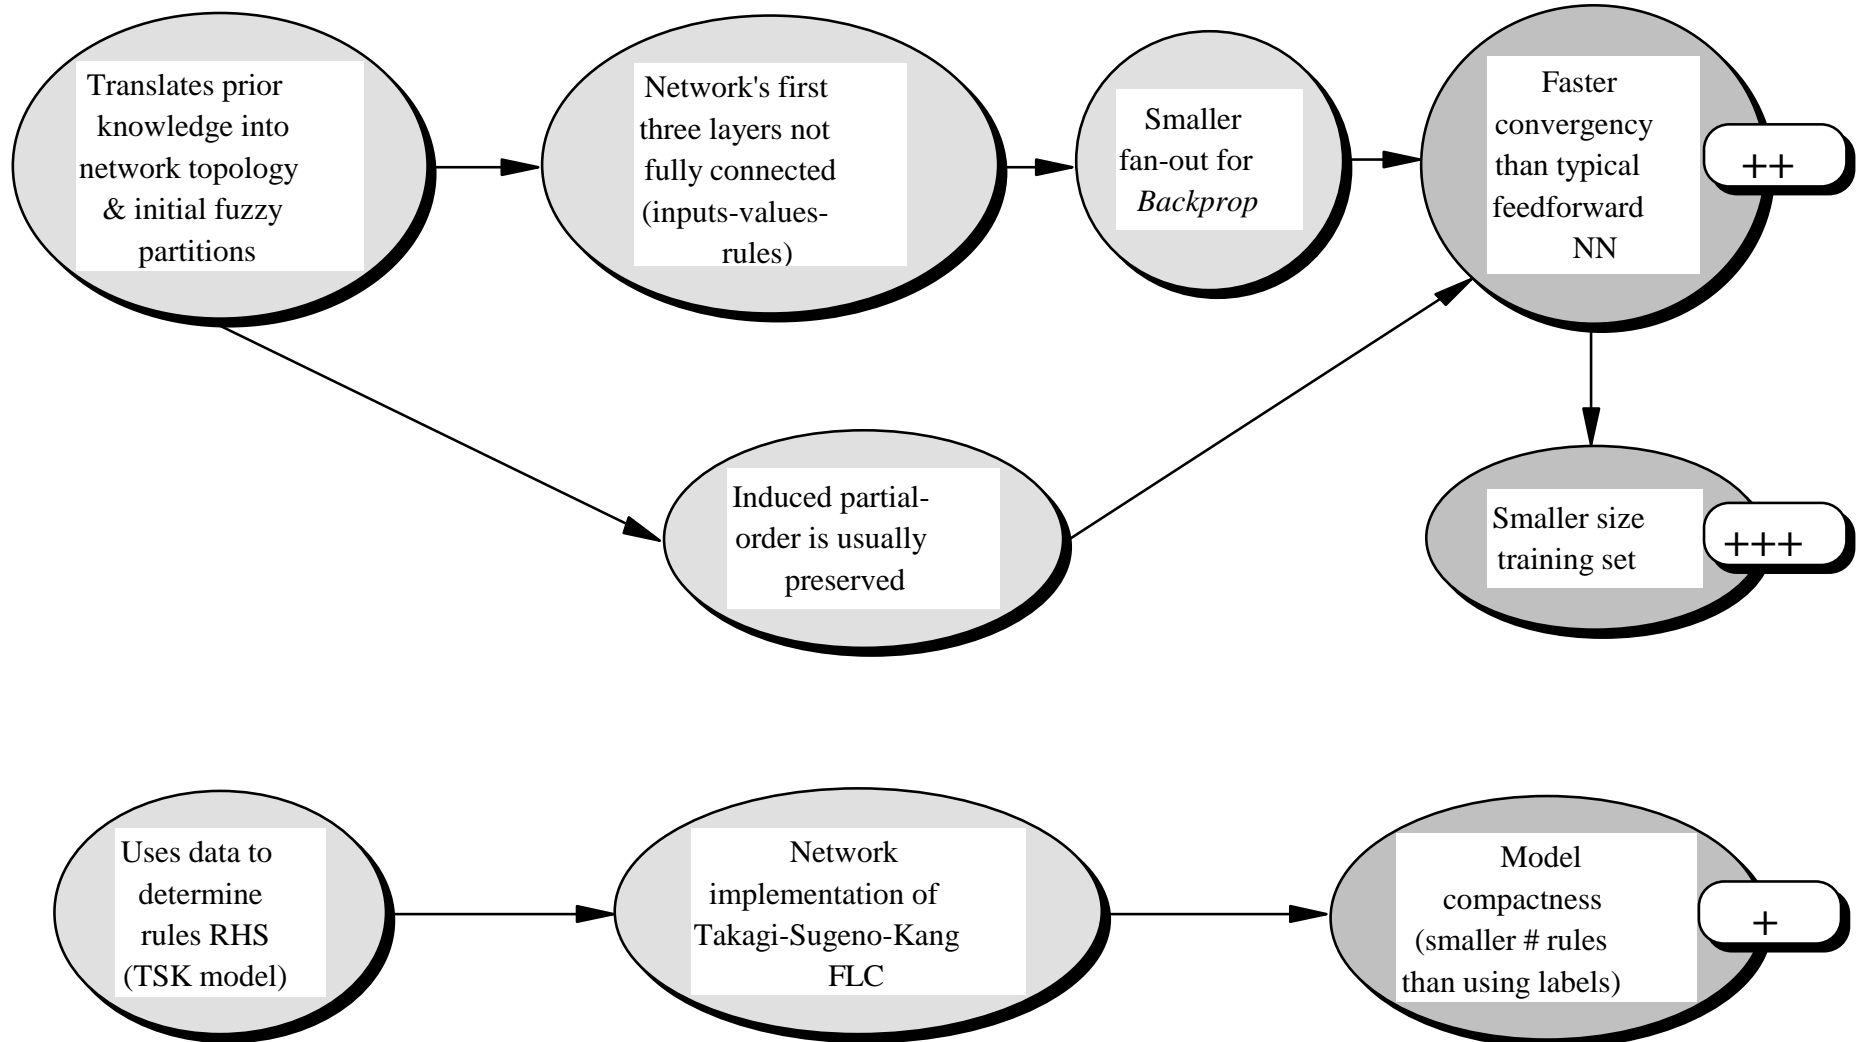 Translates prior
knowledge into
network topology
& initial fuzzy
partitions
Network's first
three layers not
fully connected
(inputs-values-
rules)
Smaller
fan-out for
Backprop
Faster
convergency
than typical
feedforward
NN
++
Induced partial-
order is usually
preserved
Smaller size
training set
+++
Uses data to
determine
rules RHS
(TSK model)
Network
implementation of
Takagi-Sugeno-Kang
FLC
Model
compactness
(smaller # rules
than using labels)
+